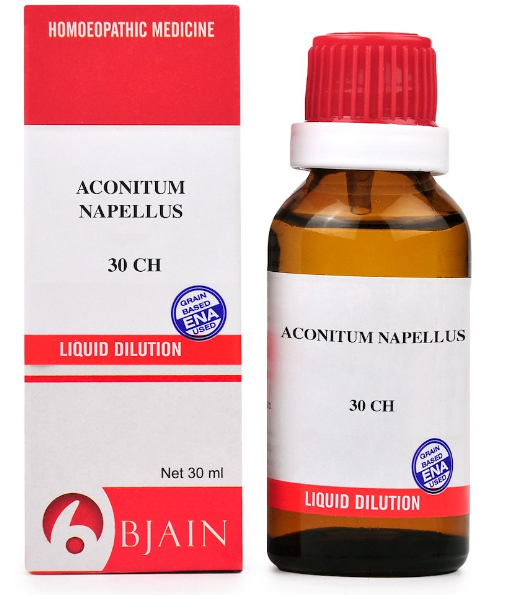 HOMOEOPATHIC MEDICINE
ACONITUM
NAPELLUS
30 CH
GRAIN
BASED
ENA
USED
LIQUID DILUTION
Net 30 ml
BJAIN
ACONITUM NAPELLUS
30 CH
GRAIN
BASED
ENA
USED
LIQUID DILUTION